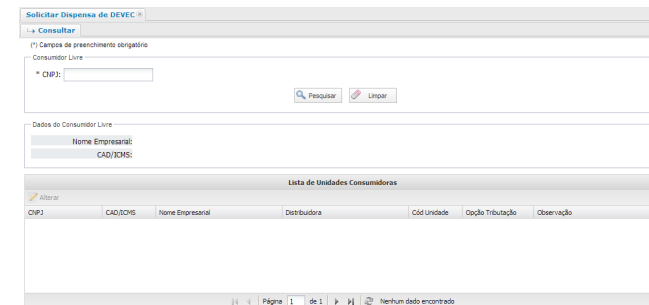 Solicitar Dispensa de DEVEC
Consultar
(*) Campos de preenchimento obrigatório
Consumidor Livre
* CNPJ:
Pesquisar Limpar
Dados do Consumidor Livre
Nome Empresarial:
CAD/ICMS:
Lista de Unidades Consumidoras
Alterar
CNPJ CAD/ICMS Nome Empresarial Distribuidora Cód Unidade Opção Tributação Observação
Página 1 de 1 Nenhum dado encontrado